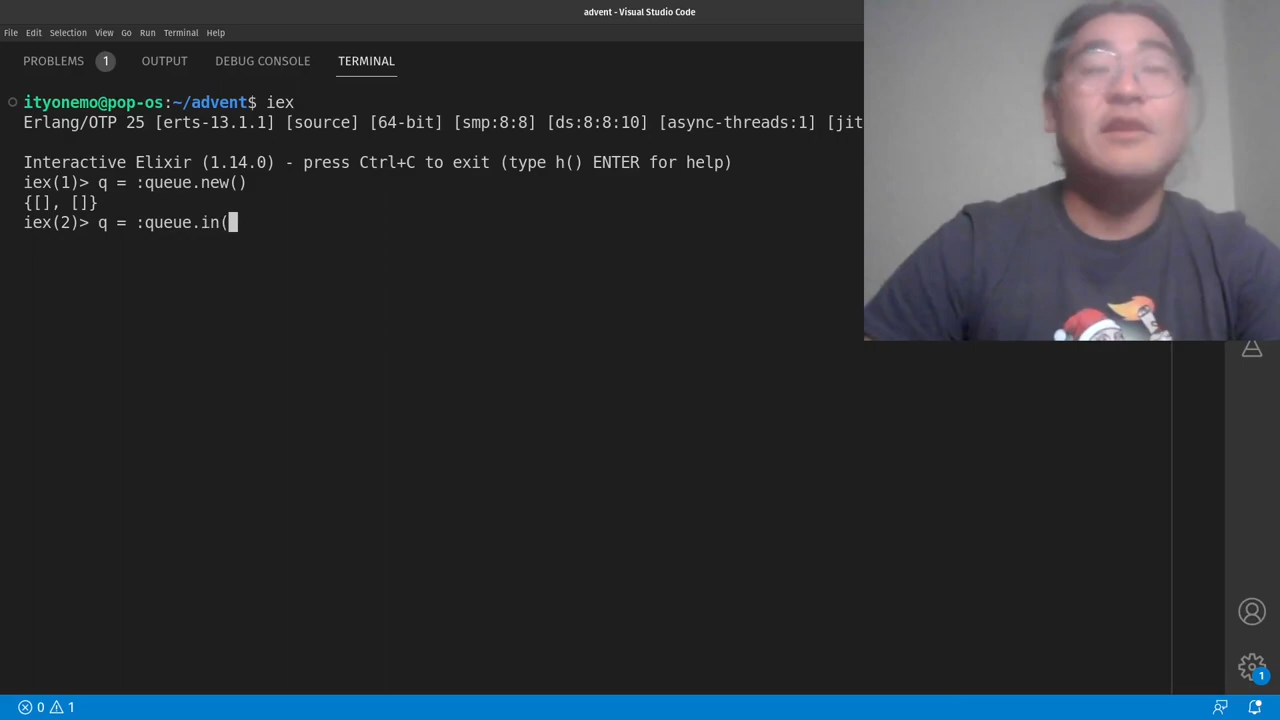 advent - Visual Studio Code
File Edit Selection View Go Run Terminal Help
PROBLEMS 1 OUTPUT DEBUG CONSOLE TERMINAL
ityonemo@pop-os:~/advent$ iex
Erlang/OTP 25 [erts-13.1.1] [source] [64-bit] [smp:8:8] [ds:8:8:10] [async-threads:1] [jit
Interactive Elixir (1.14.0) - press Ctrl+C to exit (type h() ENTER for help)
iex(1)> q = :queue.new()
{[], []}
iex(2)> q = :queue.in(
1
0 1